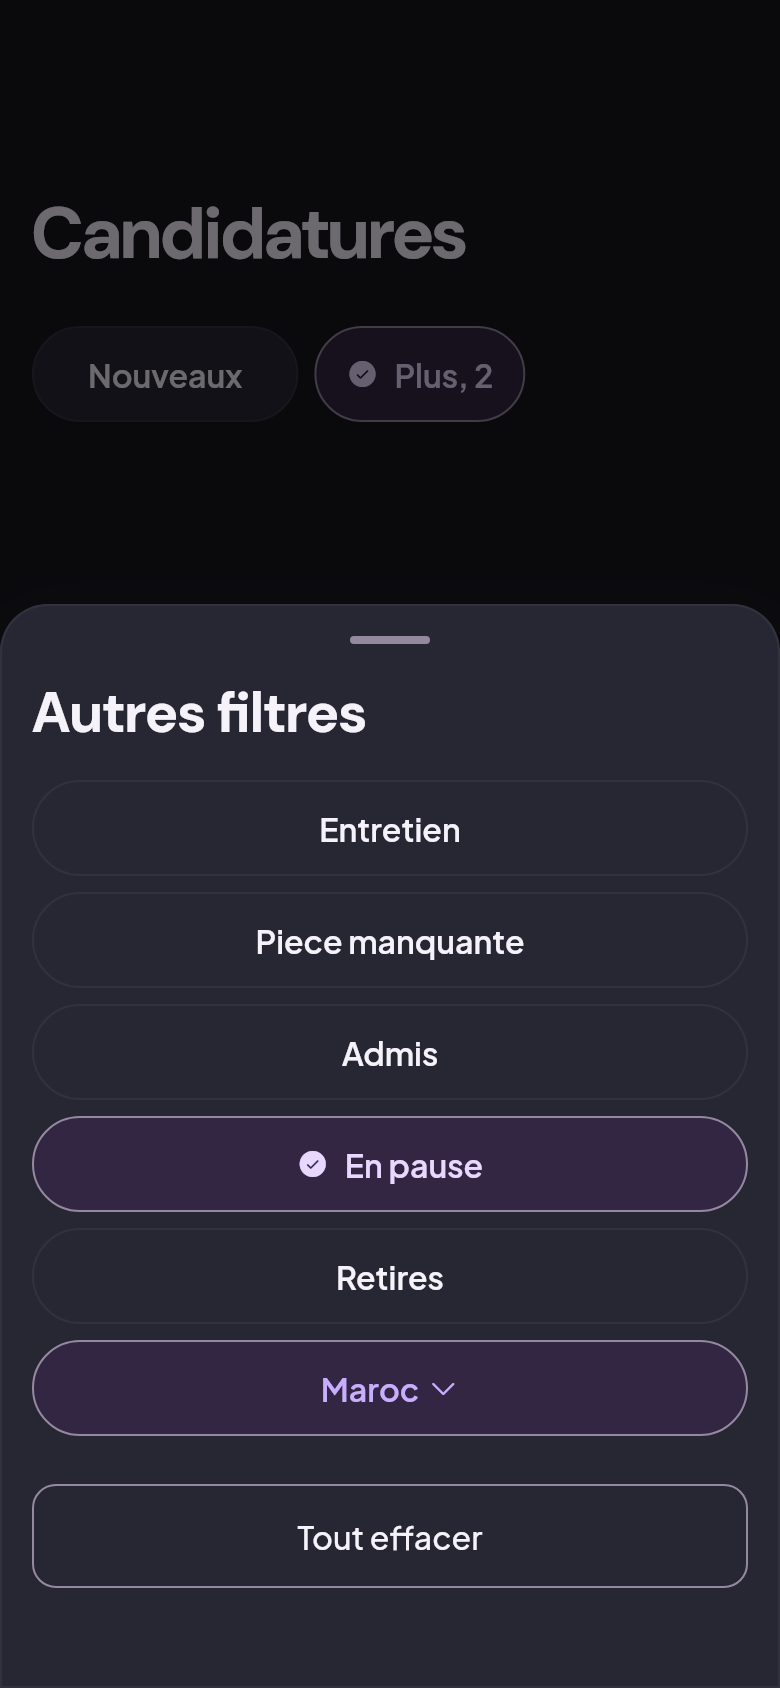 Candidatures
Nouveaux
Plus, 2
Autres filtres
Entretien
Piece manquante
Admis
En pause
Retires
Maroc
Tout effacer